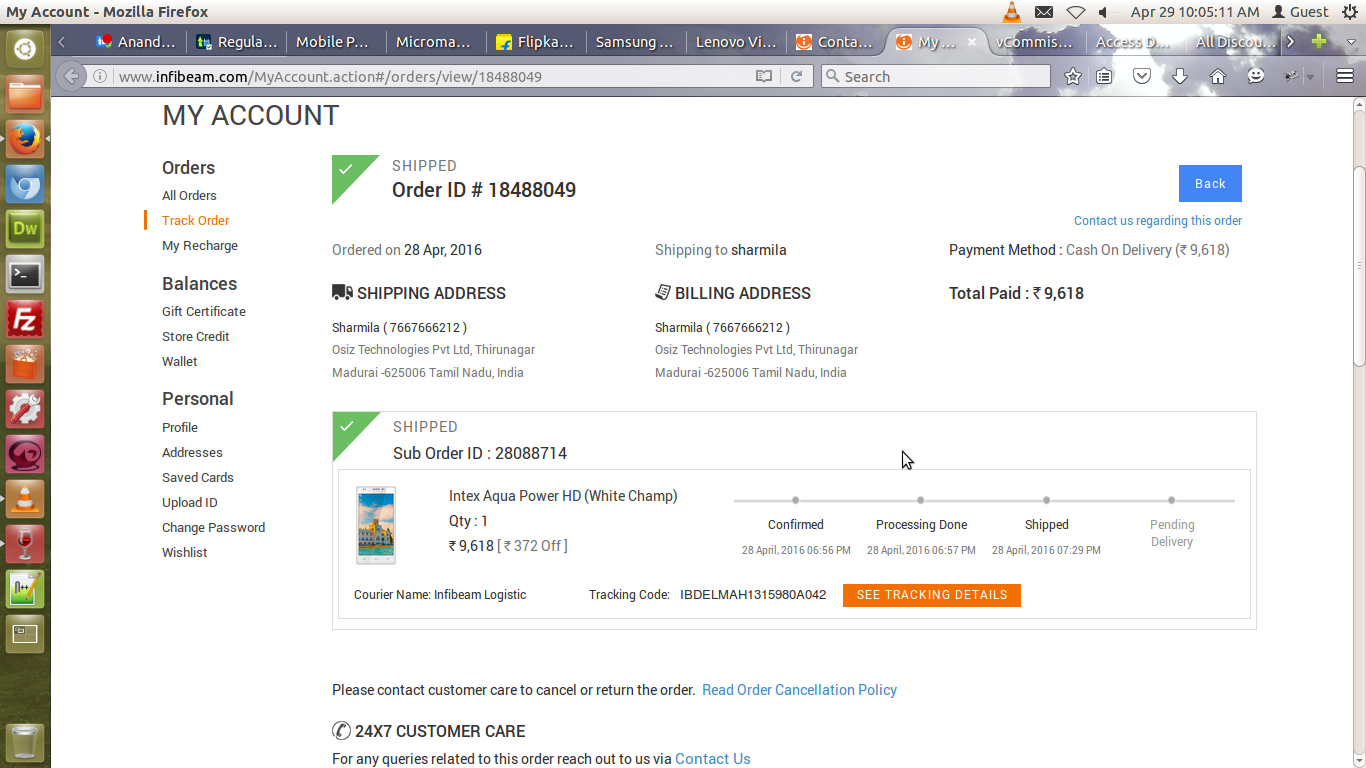 My Account - Mozilla Firefox
Apr 29 10:05:11 AM Guest
Anand...
Regula...
Mobile P...
Microma...
Flipka...
Samsung ...
Lenovo Vi...
Conta...
My ...
vCommis...
Access D...
All Discou...
www.infibeam.com/MyAccount.action#/orders/view/18488049
Search
MY ACCOUNT
Orders
All Orders
Track Order
My Recharge
Balances
Gift Certificate
Store Credit
Wallet
Personal
Profile
Addresses
Saved Cards
Upload ID
Change Password
Wishlist
SHIPPED
Order ID # 18488049
Back
Contact us regarding this order
Ordered on 28 Apr, 2016
Shipping to sharmila
Payment Method : Cash On Delivery (₹ 9,618)
SHIPPING ADDRESS
Sharmila ( 7667666212 )
Osiz Technologies Pvt Ltd, Thirunagar
Madurai -625006 Tamil Nadu, India
BILLING ADDRESS
Sharmila ( 7667666212 )
Osiz Technologies Pvt Ltd, Thirunagar
Madurai -625006 Tamil Nadu, India
Total Paid : ₹ 9,618
SHIPPED
Sub Order ID : 28088714
Intex Aqua Power HD (White Champ)
Qty : 1
₹ 9,618 [ ₹ 372 Off ]
Confirmed
28 April, 2016 06:56 PM
Processing Done
28 April, 2016 06:57 PM
Shipped
28 April, 2016 07:29 PM
Pending
Delivery
Courier Name: Infibeam Logistic
Tracking Code: IBDELMAH1315980A042
SEE TRACKING DETAILS
Please contact customer care to cancel or return the order. Read Order Cancellation Policy
24X7 CUSTOMER CARE
For any queries related to this order reach out to us via Contact Us
Dw
Fz